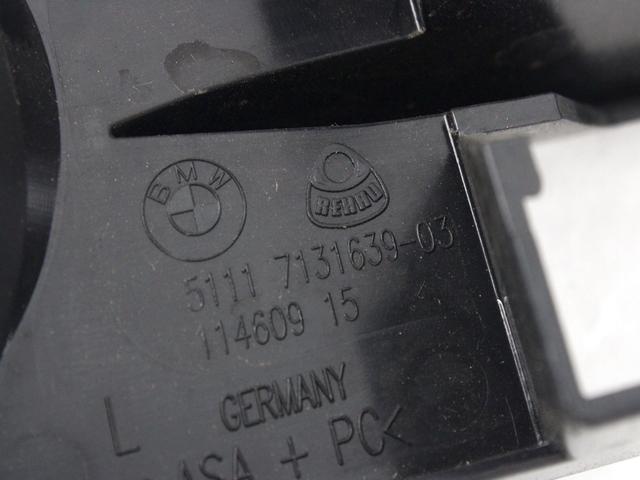 BMW REHAU
5111 7131639-03
114609 15
GERMANY
L
ASA + PC<